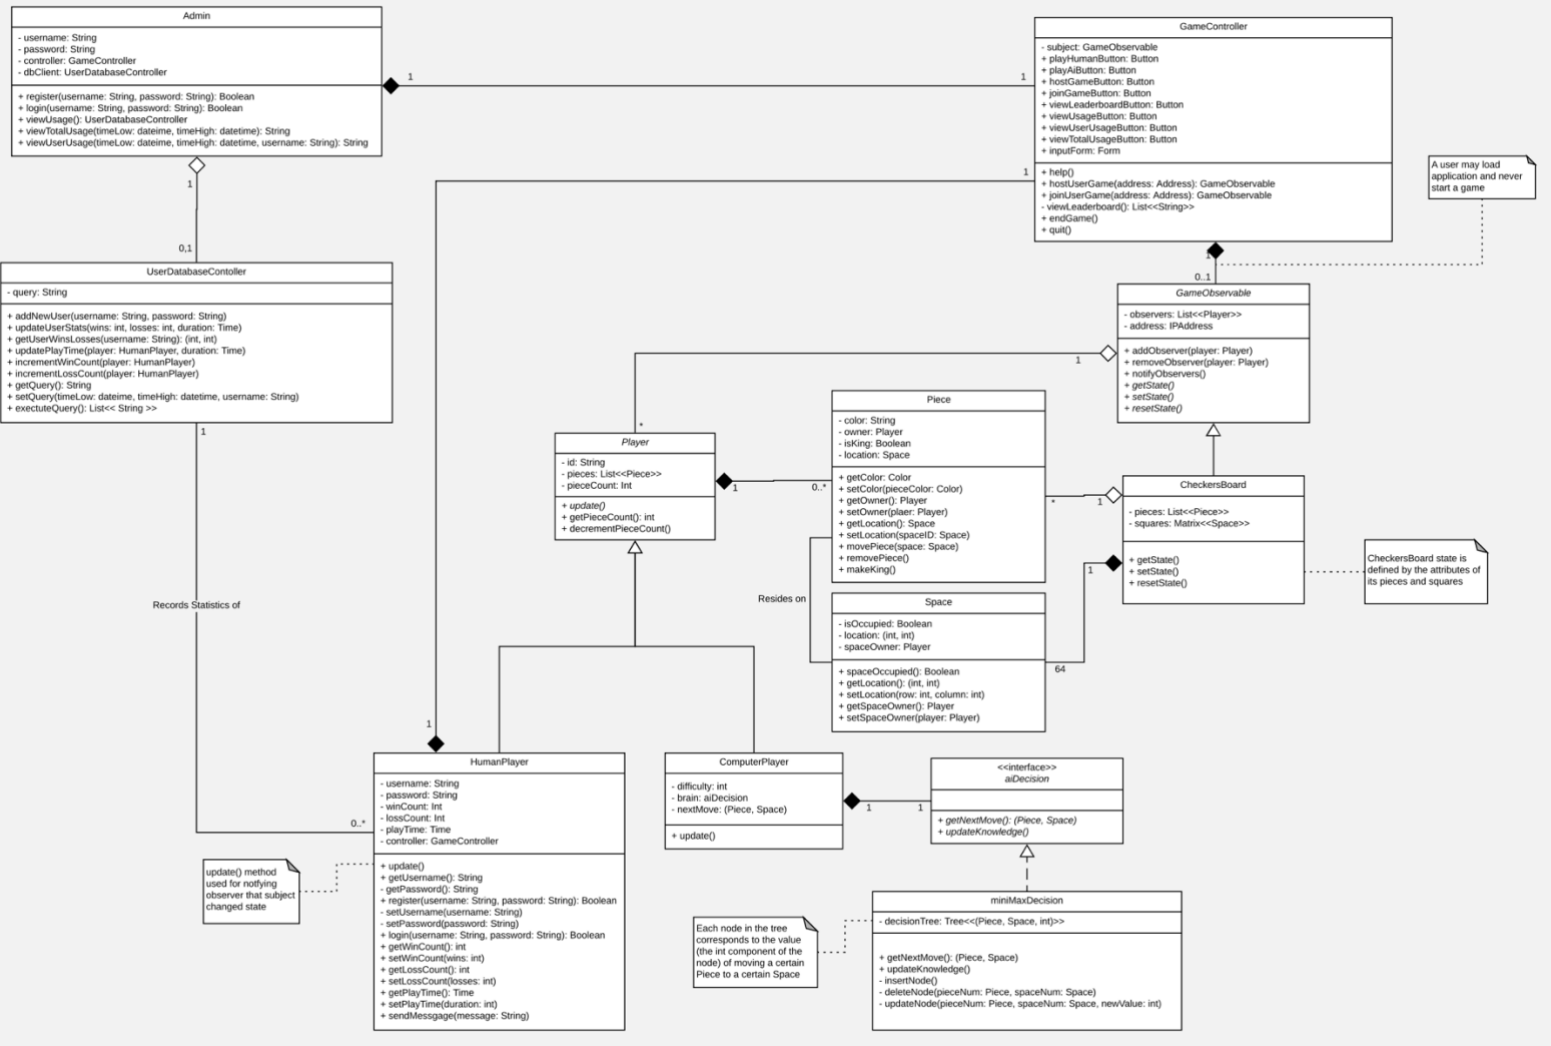 Admin
- username: String
- password: String
- controller: GameController
- dbClient: UserDatabaseController
+ register(username: String, password: String): Boolean
+ login(username: String, password: String): Boolean
+ viewUsage(): UserDatabaseController
+ viewTotalUsage(timeLow: dateime, timeHigh: datetime): String
+ viewUserUsage(timeLow: dateime, timeHigh: datetime, username: String): String
1
1
GameController
- subject: GameObservable
+ playHumanButton: Button
+ playAiButton: Button
+ hostGameButton: Button
+ joinGameButton: Button
+ viewLeaderboardButton: Button
+ viewUsageButton: Button
+ viewUserUsageButton: Button
+ viewTotalUsageButton: Button
+ inputForm: Form
+ help()
+ hostUserGame(address: Address): GameObservable
+ joinUserGame(address: Address): GameObservable
- viewLeaderboard(): List<<String>>
+ endGame()
+ quit()
1
A user may load
application and never
start a game
1
0..1
1
0,1
UserDatabaseContoller
- query: String
+ addNewUser(username: String, password: String)
+ updateUserStats(wins: int, losses: int, duration: Time)
+ getUserWinsLosses(username: String): (int, int)
+ updatePlayTime(player: HumanPlayer, duration: Time)
+ incrementWinCount(player: HumanPlayer)
+ incrementLossCount(player: HumanPlayer)
+ getQuery(): String
+ setQuery(timeLow: dateime, timeHigh: datetime, username: String)
+ exectuteQuery(): List<< String >>
1
GameObservable
- observers: List<<Player>>
- address: IPAddress
+ addObserver(player: Player)
+ removeObserver(player: Player)
+ notifyObservers()
+ getState()
+ setState()
+ resetState()
1
*
Player
- id: String
- pieces: List<<Piece>>
- pieceCount: Int
+ update()
+ getPieceCount(): int
+ decrementPieceCount()
1
0..*
Piece
- color: String
- owner: Player
- isKing: Boolean
- location: Space
+ getColor: Color
+ setColor(pieceColor: Color)
+ getOwner(): Player
+ setOwner(plaer: Player)
+ getLocation(): Space
+ setLocation(spaceID: Space)
+ movePiece(space: Space)
+ removePiece()
+ makeKing()
*
1
CheckersBoard
- pieces: List<<Piece>>
- squares: Matrix<<Space>>
+ getState()
+ setState()
+ resetState()
1
CheckersBoard state is
defined by the attributes of
its pieces and squares
Resides on
Space
- isOccupied: Boolean
- location: (int, int)
- spaceOwner: Player
+ spaceOccupied(): Boolean
+ getLocation(): (int, int)
+ setLocation(row: int, column: int)
+ getSpaceOwner(): Player
+ setSpaceOwner(player: Player)
64
Records Statistics of
0..*
1
HumanPlayer
- username: String
- password: String
- winCount: Int
- lossCount: Int
- playTime: Time
- controller: GameController
+ update()
+ getUsername(): String
- getPassword(): String
+ register(username: String, password: String): Boolean
- setUsername(username: String)
- setPassword(password: String)
+ login(username: String, password: String): Boolean
+ getWinCount(): int
+ setWinCount(wins: int)
+ getLossCount(): int
+ setLossCount(losses: int)
+ getPlayTime(): Time
+ setPlayTime(duration: int)
+ sendMessgage(message: String)
update() method
used for notfying
observer that subject
changed state
ComputerPlayer
- difficulty: int
- brain: aiDecision
- nextMove: (Piece, Space)
+ update()
1
1
<<interface>>
aiDecision
+ getNextMove(): (Piece, Space)
+ updateKnowledge()
miniMaxDecision
- decisionTree: Tree<<(Piece, Space, int)>>
+ getNextMove(): (Piece, Space)
+ updateKnowledge()
- insertNode()
- deleteNode(pieceNum: Piece, spaceNum: Space)
- updateNode(pieceNum: Piece, spaceNum: Space, newValue: int)
Each node in the tree
corresponds to the value
(the int component of the
node) of moving a certain
Piece to a certain Space